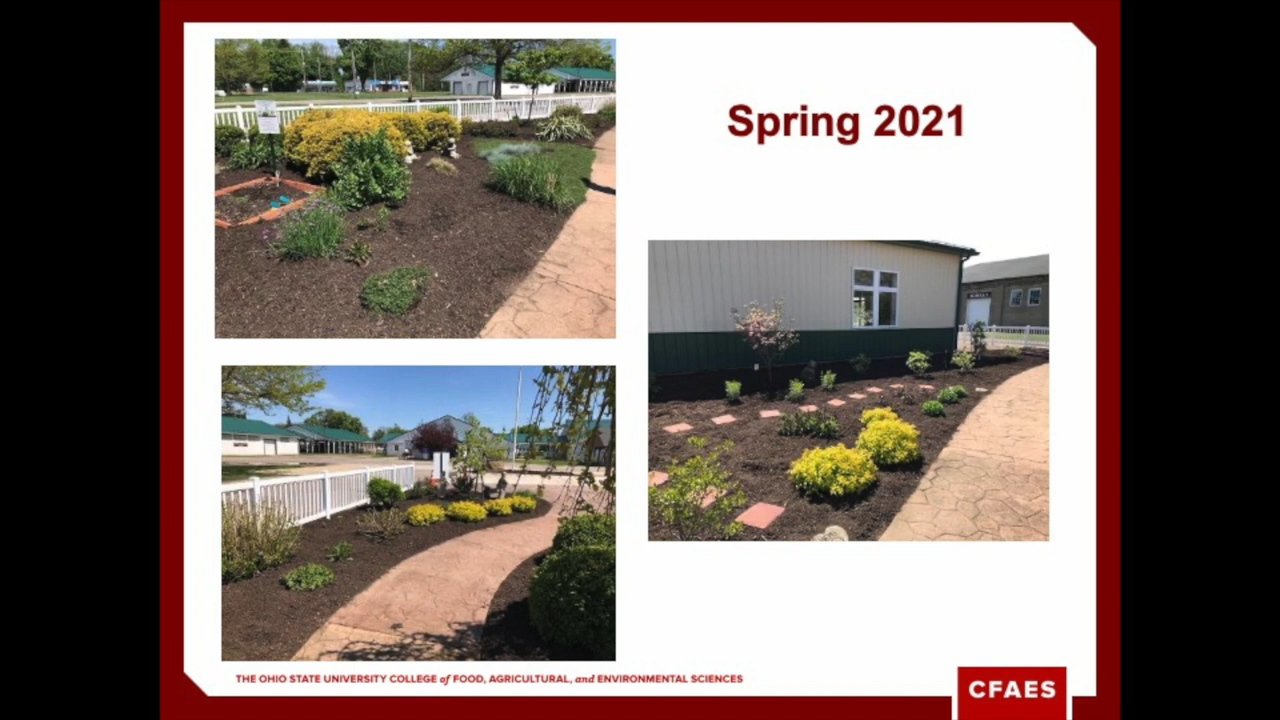 Spring 2021
THE OHIO STATE UNIVERSITY COLLEGE of FOOD, AGRICULTURAL, and ENVIRONMENTAL SCIENCES
CFAES